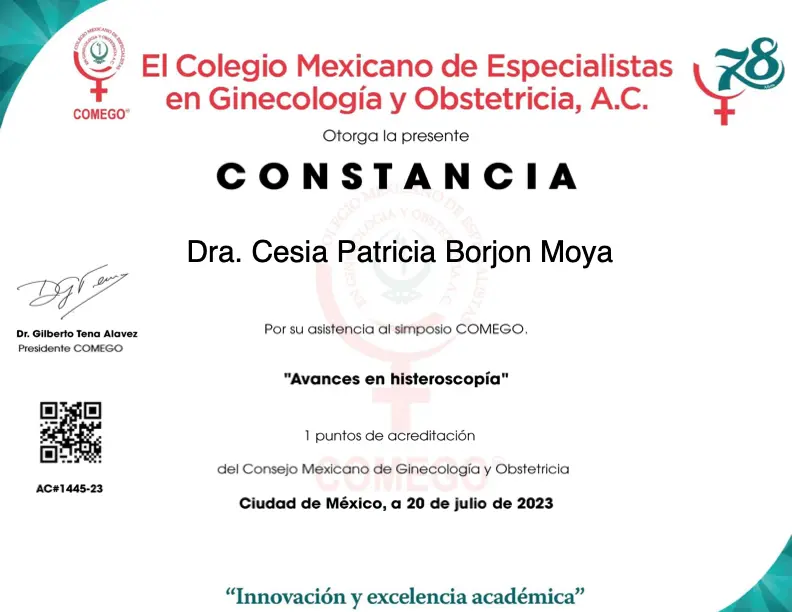 COMEGO®
El Colegio Mexicano de Especialistas
en Ginecología y Obstetricia, A.C.
78
Otorga la presente
CONSTANCIA
Dra. Cesia Patricia Borjon Moya
Dr. Gilberto Tena Alavez
Presidente COMEGO
Por su asistencia al simposio COMEGO.
"Avances en histeroscopía"
1 puntos de acreditación
del Consejo Mexicano de Ginecología y Obstetricia
AC#1445-23
Ciudad de México, a 20 de julio de 2023
“Innovación y excelencia académica”